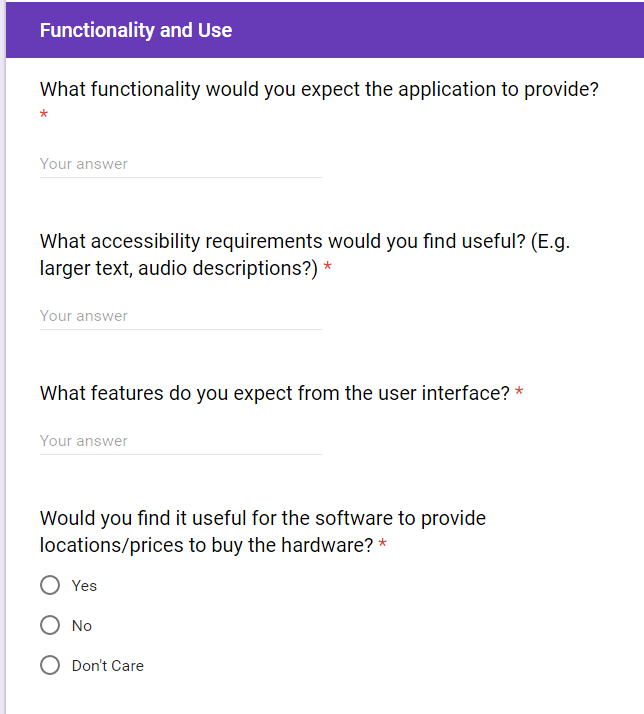 Functionality and Use
What functionality would you expect the application to provide?
*
Your answer
What accessibility requirements would you find useful? (E.g.
larger text, audio descriptions?) *
Your answer
What features do you expect from the user interface? *
Your answer
Would you find it useful for the software to provide
locations/prices to buy the hardware? *
Yes
No
Don't Care